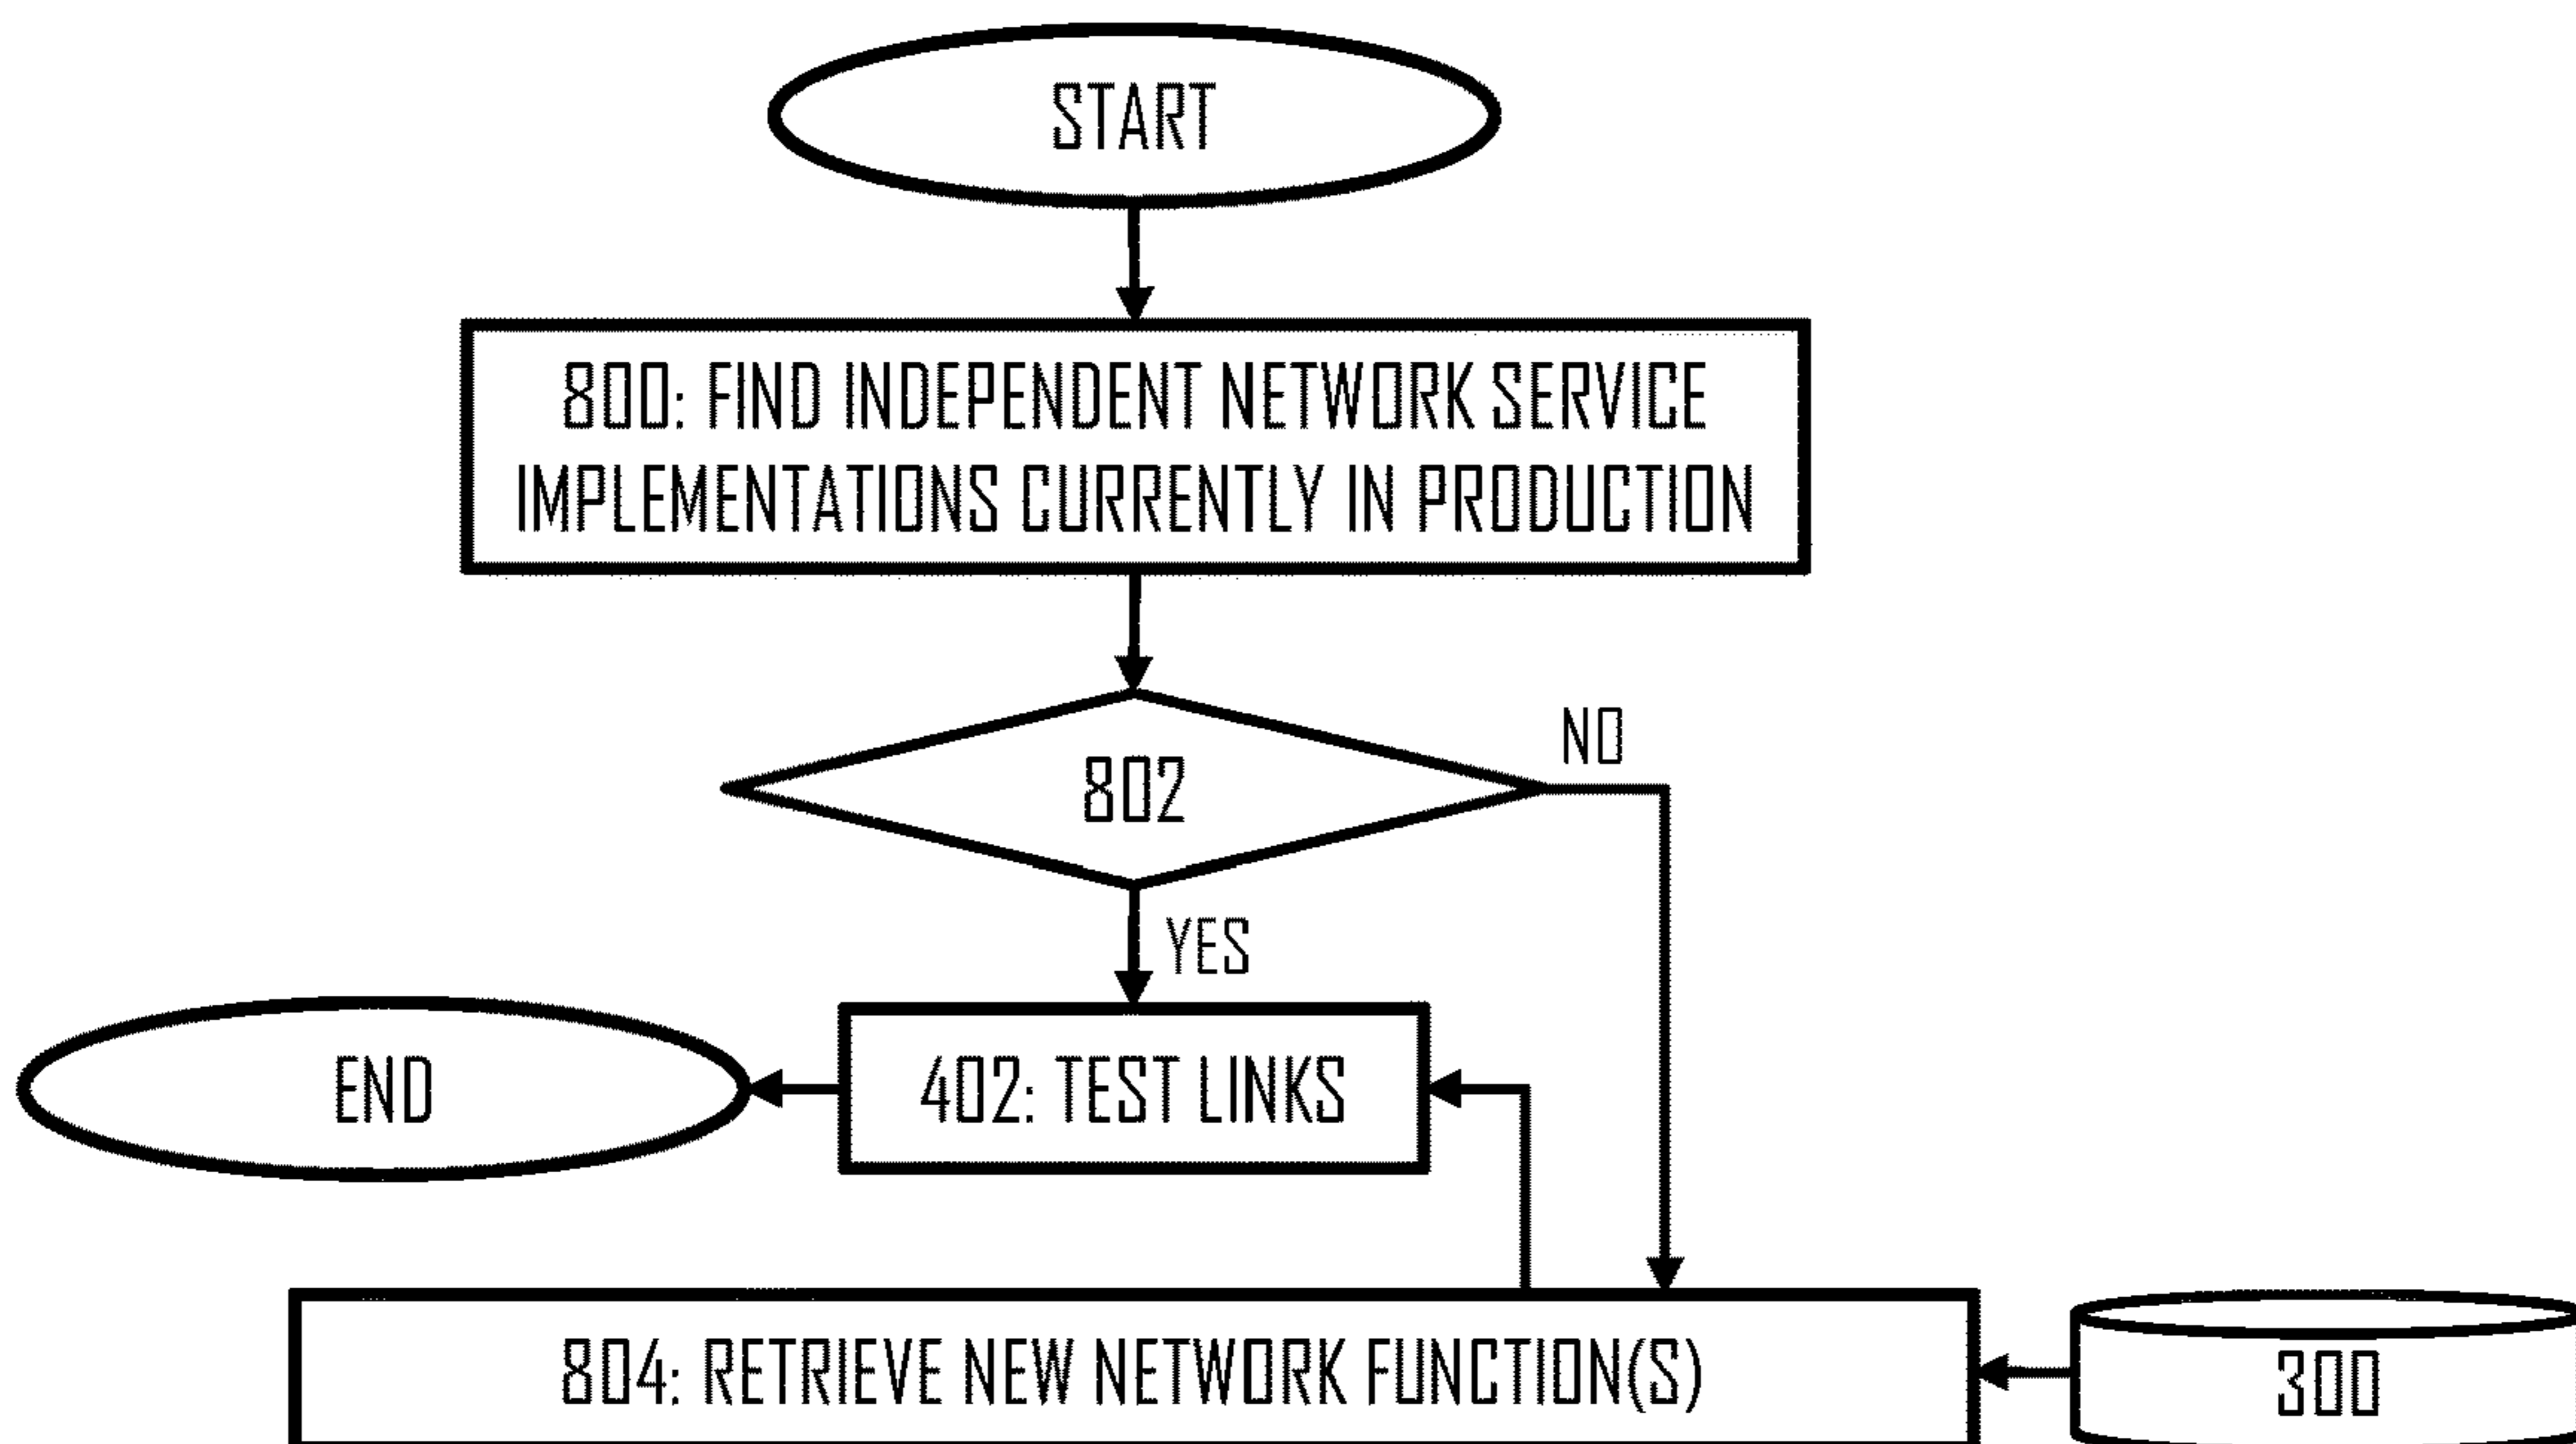 START
800: FIND INDEPENDENT NETWORK SERVICE
IMPLEMENTATIONS CURRENTLY IN PRODUCTION
NO
802
YES
END
402: TEST LINKS
804: RETRIEVE NEW NETWORK FUNCTION(S)
300